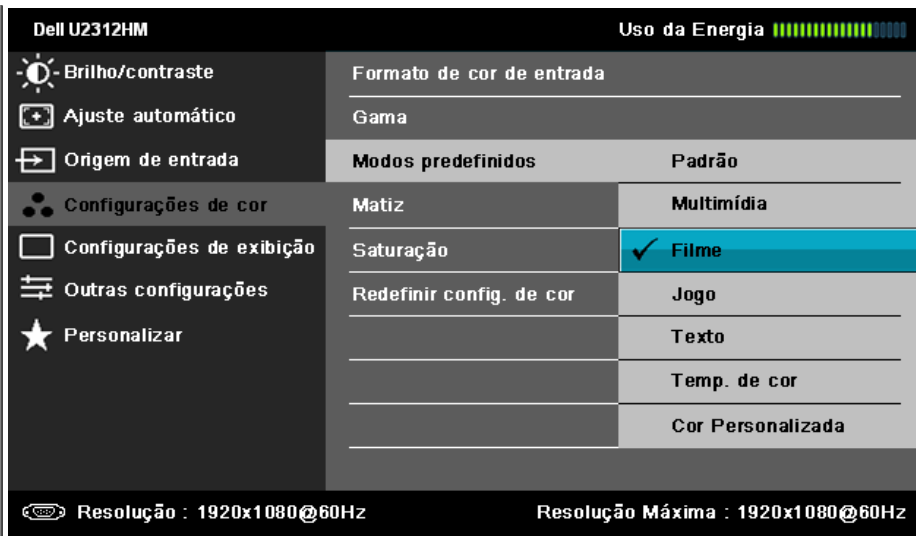 Dell U2312HM Uso da Energia
Brilho/contraste Formato de cor de entrada
Ajuste automático Gama
Origem de entrada Modos predefinidos Padrão
Configurações de cor Matiz Multimídia
Configurações de exibição Saturação Filme
Outras configurações Redefinir config. de cor Jogo
Personalizar Texto
Temp. de cor
Cor Personalizada
Resolução : 1920x1080@60Hz Resolução Máxima : 1920x1080@60Hz